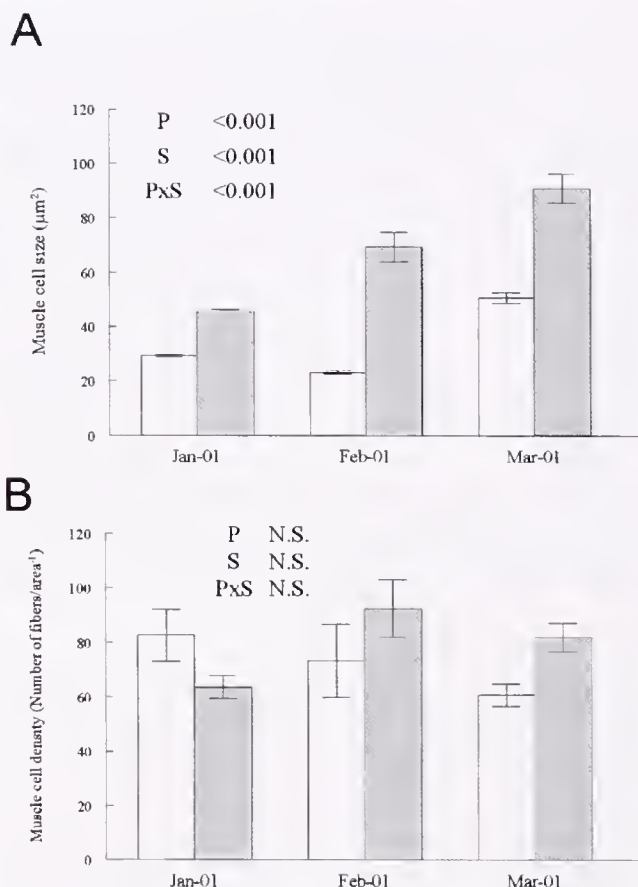 A
120
100
80
60
40
20
0
Muscle cell size (μm²)
P <0.001
S <0.001
PxS <0.001
Jan-01 Feb-01 Mar-01
B
120
100
80
60
40
20
0
Muscle cell density (Number of fibers/area⁻¹)
P N.S.
S N.S.
PxS N.S.
Jan-01 Feb-01 Mar-01